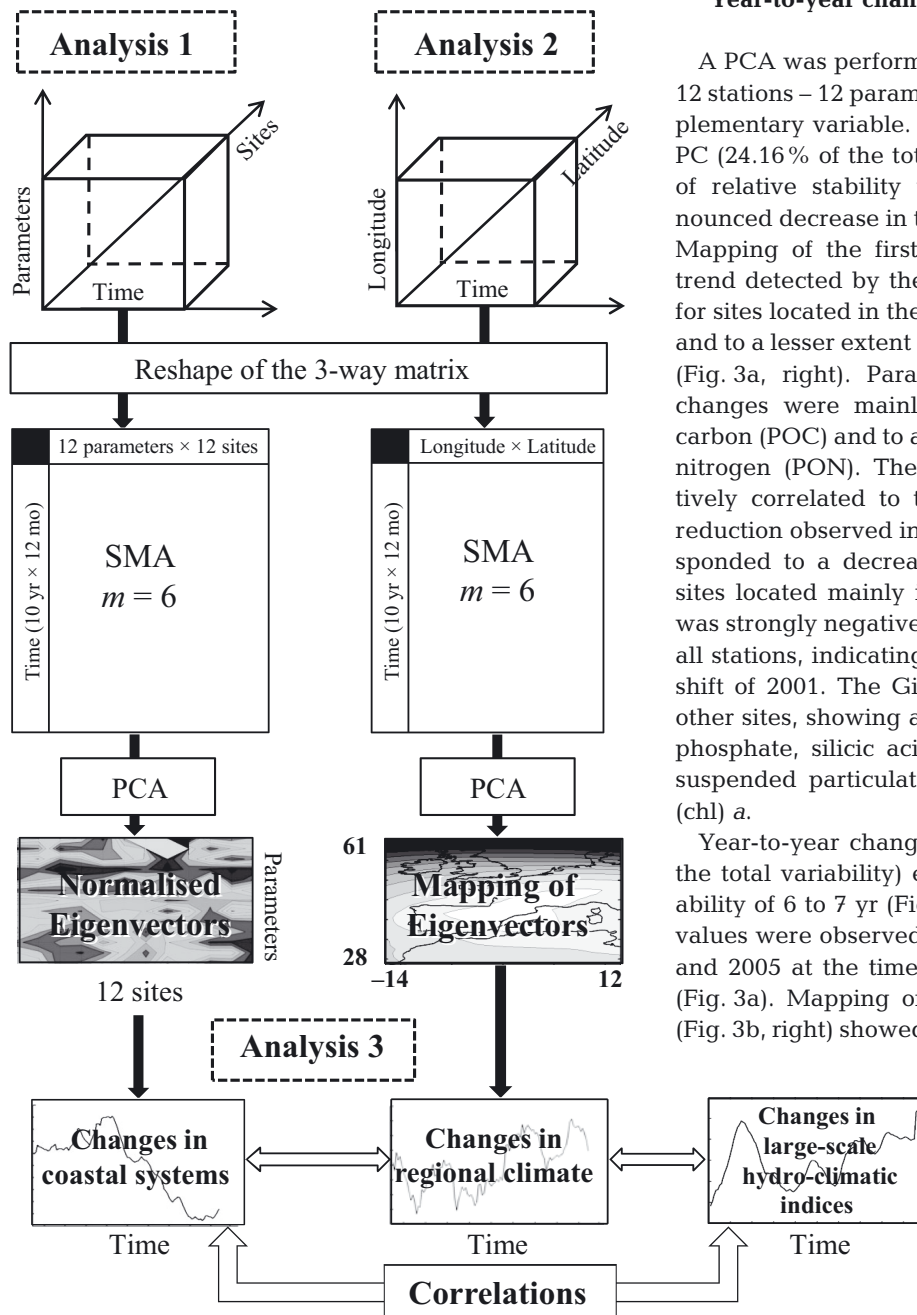 Analysis 1
Analysis 2
Parameters
Sites
Time
Longitude
Latitude
Time
Reshape of the 3-way matrix
12 parameters × 12 sites
Time (10 yr × 12 mo)
SMA
m = 6
Longitude × Latitude
Time (10 yr × 12 mo)
SMA
m = 6
PCA
PCA
Normalised
Eigenvectors
Parameters
12 sites
61
28
Mapping of
Eigenvectors
–14
12
Analysis 3
Changes in
coastal systems
Time
Changes in
regional climate
Time
Changes in
large-scale
hydro-climatic
indices
Time
Correlations
Year-to-year chan
A PCA was perform
12 stations – 12 param
plementary variable.
PC (24.16% of the tot
of relative stability
nounced decrease in t
Mapping of the first
trend detected by the
for sites located in the
and to a lesser extent
(Fig. 3a, right). Para
changes were mainl
carbon (POC) and to a
nitrogen (PON). The
tively correlated to t
reduction observed in
sponded to a decrea
sites located mainly
was strongly negative
all stations, indicating
shift of 2001. The Gi
other sites, showing a
phosphate, silicic aci
suspended particulat
(chl) a.
Year-to-year chang
the total variability) e
ability of 6 to 7 yr (Fi
values were observed
and 2005 at the time
(Fig. 3a). Mapping o
(Fig. 3b, right) showed